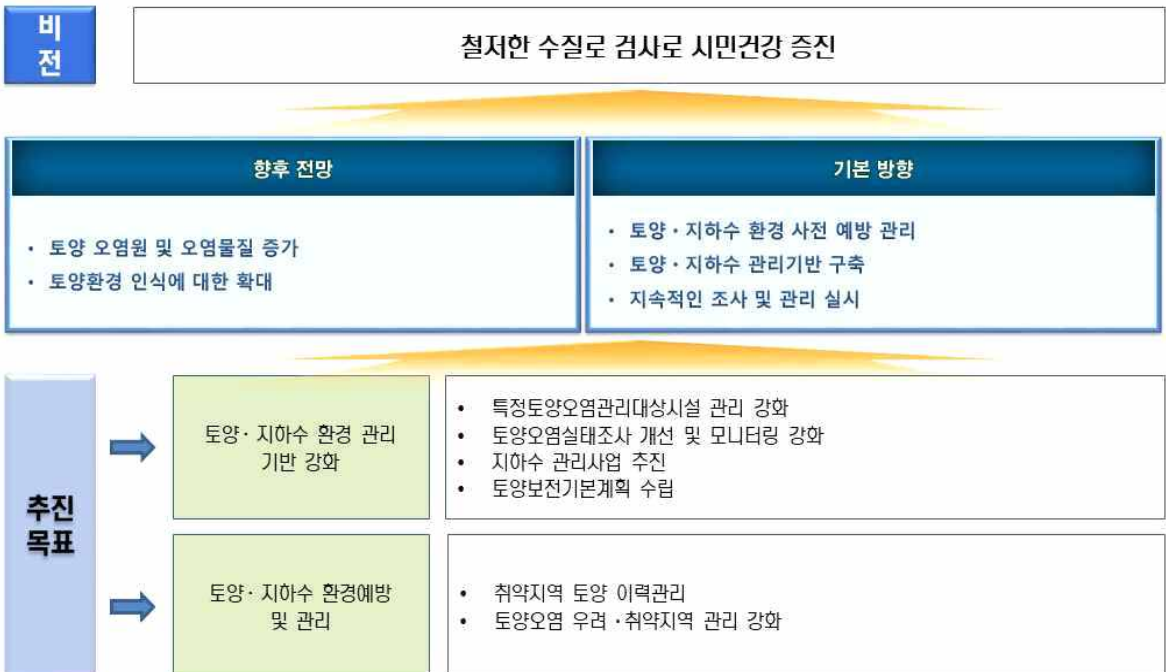 비
전
철저한 수질로 검사로 시민건강 증진
향후 전망
• 토양 오염원 및 오염물질 증가
• 토양환경 인식에 대한 확대
기본 방향
• 토양・지하수 환경 사전 예방 관리
• 토양・지하수 관리기반 구축
• 지속적인 조사 및 관리 실시
추진
목표
토양・지하수 환경 관리
기반 강화
• 특정토양오염관리대상시설 관리 강화
• 토양오염실태조사 개선 및 모니터링 강화
• 지하수 관리사업 추진
• 토양보전기본계획 수립
토양・지하수 환경예방
및 관리
• 취약지역 토양 이력관리
• 토양오염 우려・취약지역 관리 강화